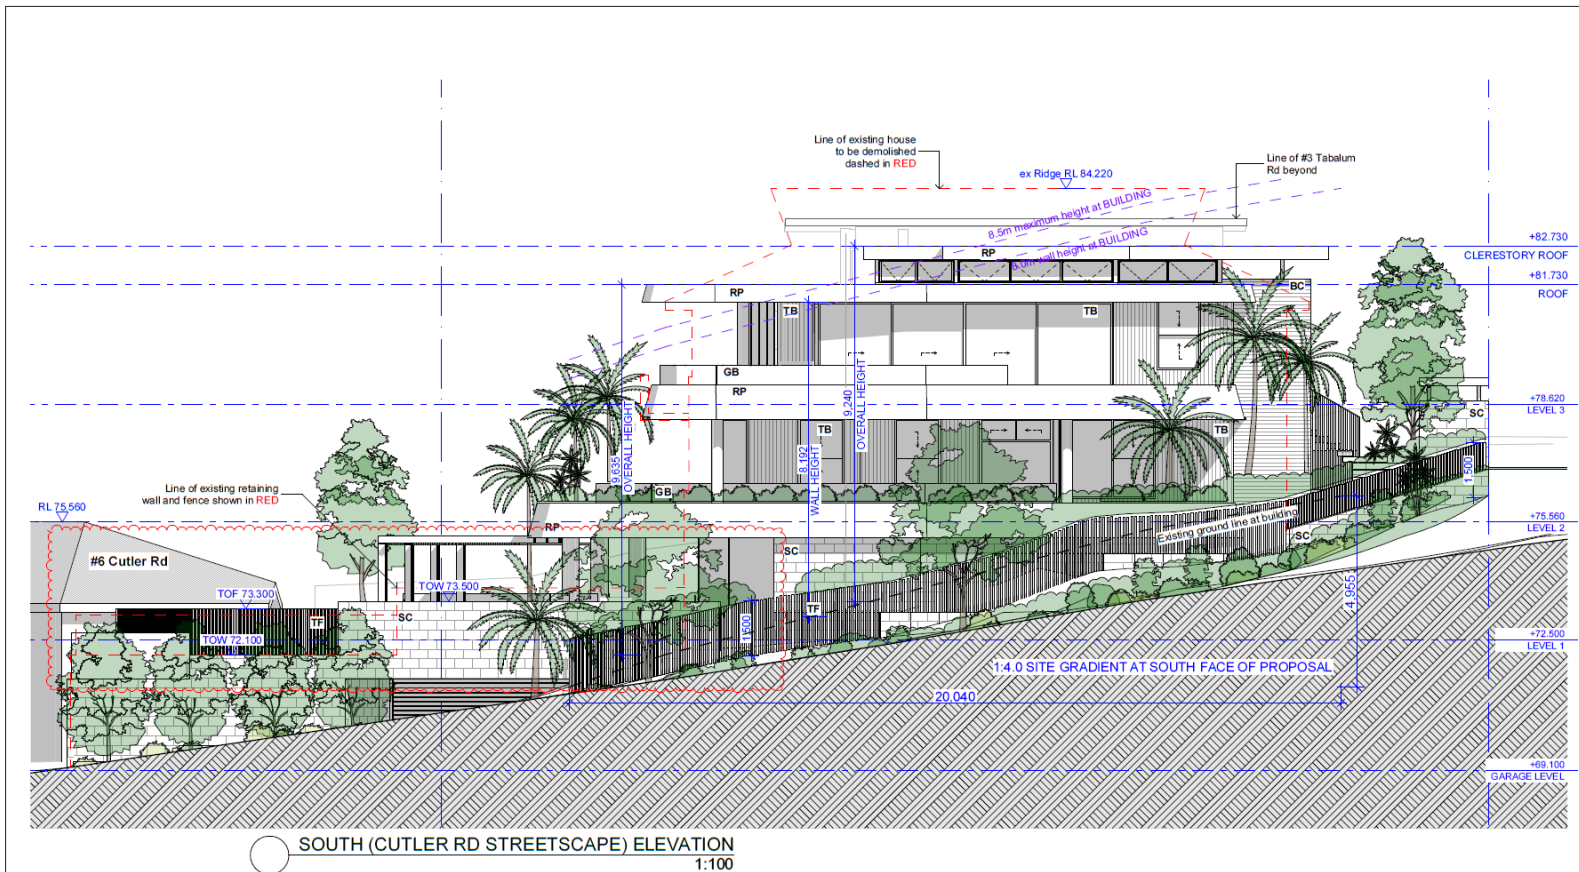 Line of existing house
to be demolished
dashed in RED
ex Ridge RL 84.220
Line of #3 Tabalum
Rd beyond
8.5m maximum height at BUILDING
8.0m wall height at BUILDING
+82.730
CLERESTORY ROOF
+81.730
ROOF
RP
BC
RP
TB
TB
GB
RP
9.635
OVERALL HEIGHT
8.192
WALL HEIGHT
9.240
OVERALL HEIGHT
+78.620
LEVEL 3
SC
TB
TB
1.500
Line of existing retaining
wall and fence shown in RED
GB
RL 75.560
RP
Existing ground line at building
+75.560
LEVEL 2
SC
SC
#6 Cutler Rd
TOW 73.500
TOF 73.300
4.955
TF
SC
TF
1.500
TOW 72.100
+72.500
LEVEL 1
1:4.0 SITE GRADIENT AT SOUTH FACE OF PROPOSAL
20.040
+69.100
GARAGE LEVEL
SOUTH (CUTLER RD STREETSCAPE) ELEVATION
1:100